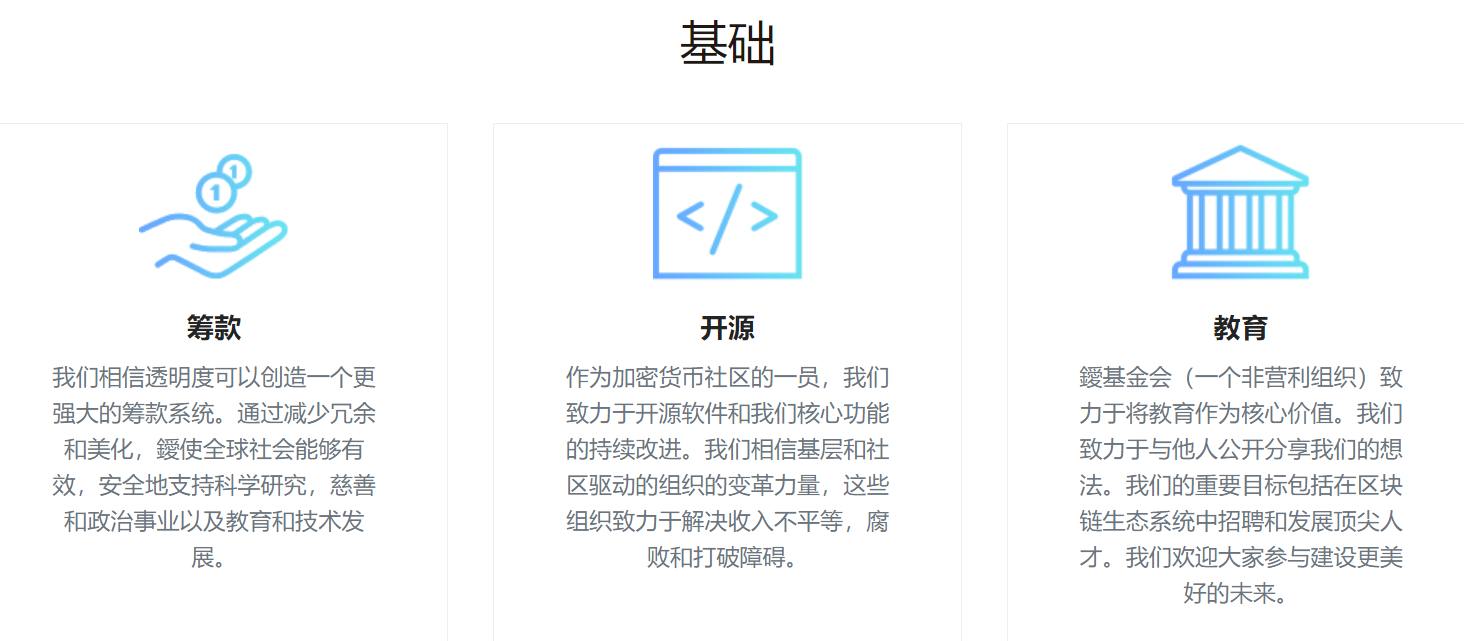 基础
筹款
我们相信透明度可以创造一个更
强大的筹款系统。通过减少冗余
和美化，鑀使全球社会能够有
效，安全地支持科学研究，慈善
和政治事业以及教育和技术发
展。
开源
作为加密货币社区的一员，我们
致力于开源软件和我们核心功能
的持续改进。我们相信基层和社
区驱动的组织的变革力量，这些
组织致力于解决收入不平等，腐
败和打破障碍。
教育
鑀基金会（一个非营利组织）致
力于将教育作为核心价值。我们
致力于与他人公开分享我们的想
法。我们的重要目标包括在区块
链生态系统中招聘和发展顶尖人
才。我们欢迎大家参与建设更美
好的未来。